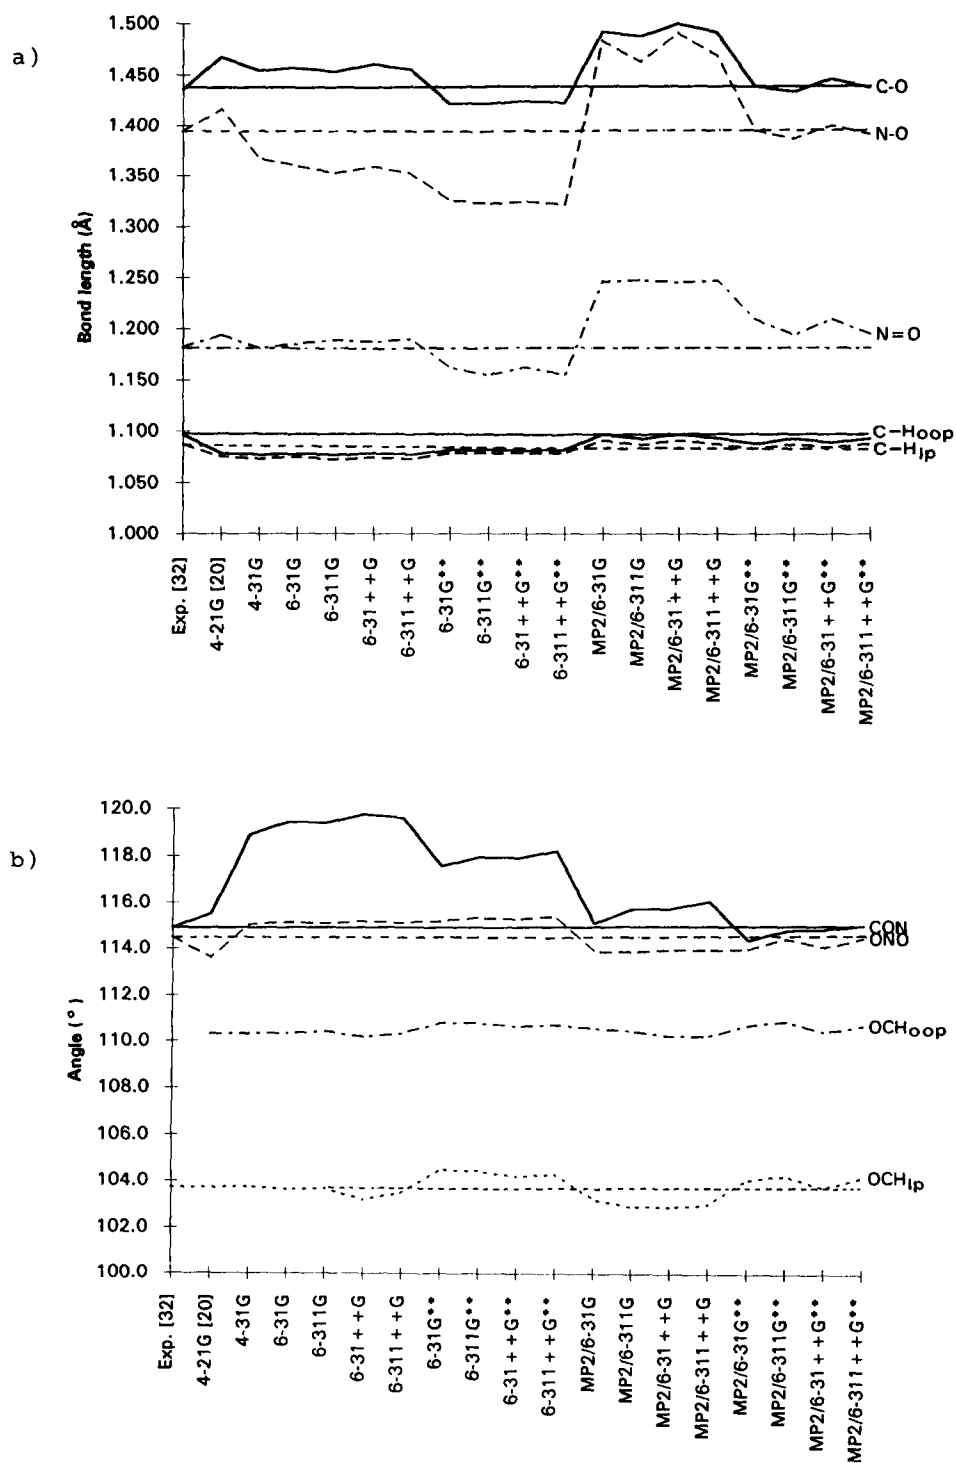 a)
Bond length (Å)
1.500
1.450
1.400
1.350
1.300
1.250
1.200
1.150
1.100
1.050
1.000
C-O
N-O
N=O
C-Hoop
C-Hip
Exp. [32]
4-21G [20]
4-31G
6-31G
6-311G
6-31++G
6-311++G
6-31G**
6-311G**
6-31++G**
6-311++G**
MP2/6-31G
MP2/6-311G
MP2/6-31++G
MP2/6-311++G
MP2/6-31G**
MP2/6-311G**
MP2/6-31++G**
MP2/6-311++G**
b)
Angle (°)
120.0
118.0
116.0
114.0
112.0
110.0
108.0
106.0
104.0
102.0
100.0
CON
ONO
OCHoop
OCHip
Exp. [32]
4-21G [20]
4-31G
6-31G
6-311G
6-31++G
6-311++G
6-31G**
6-311G**
6-31++G**
6-311++G**
MP2/6-31G
MP2/6-311G
MP2/6-31++G
MP2/6-311++G
MP2/6-31G**
MP2/6-311G**
MP2/6-31++G**
MP2/6-311++G**